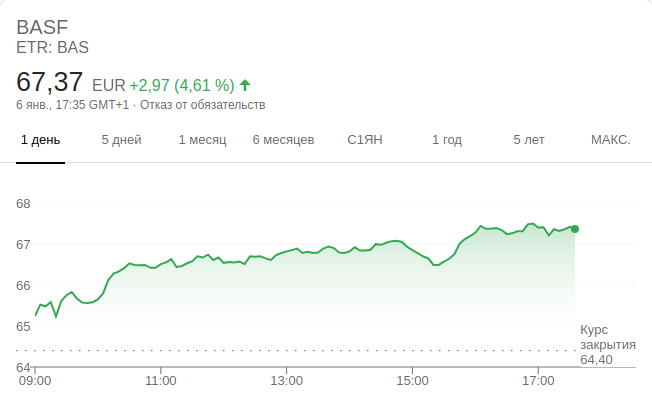 BASF
ETR: BAS
67,37 EUR +2,97 (4,61 %) ↑
6 янв., 17:35 GMT+1 · Отказ от обязательств
1 день 5 дней 1 месяц 6 месяцев С1ЯН 1 год 5 лет МАКС.
68
67
66
65
64
Курс
закрытия
64,40
09:00 11:00 13:00 15:00 17:00